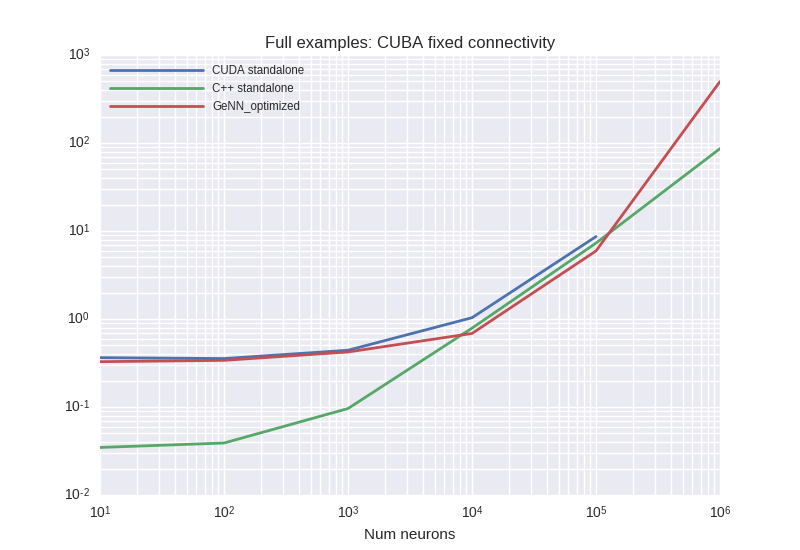 Full examples: CUBA fixed connectivity
CUDA standalone
C++ standalone
GeNN_optimized
10³
10²
10¹
10⁰
10⁻¹
10⁻²
10¹ 10² 10³ 10⁴ 10⁵ 10⁶
Num neurons